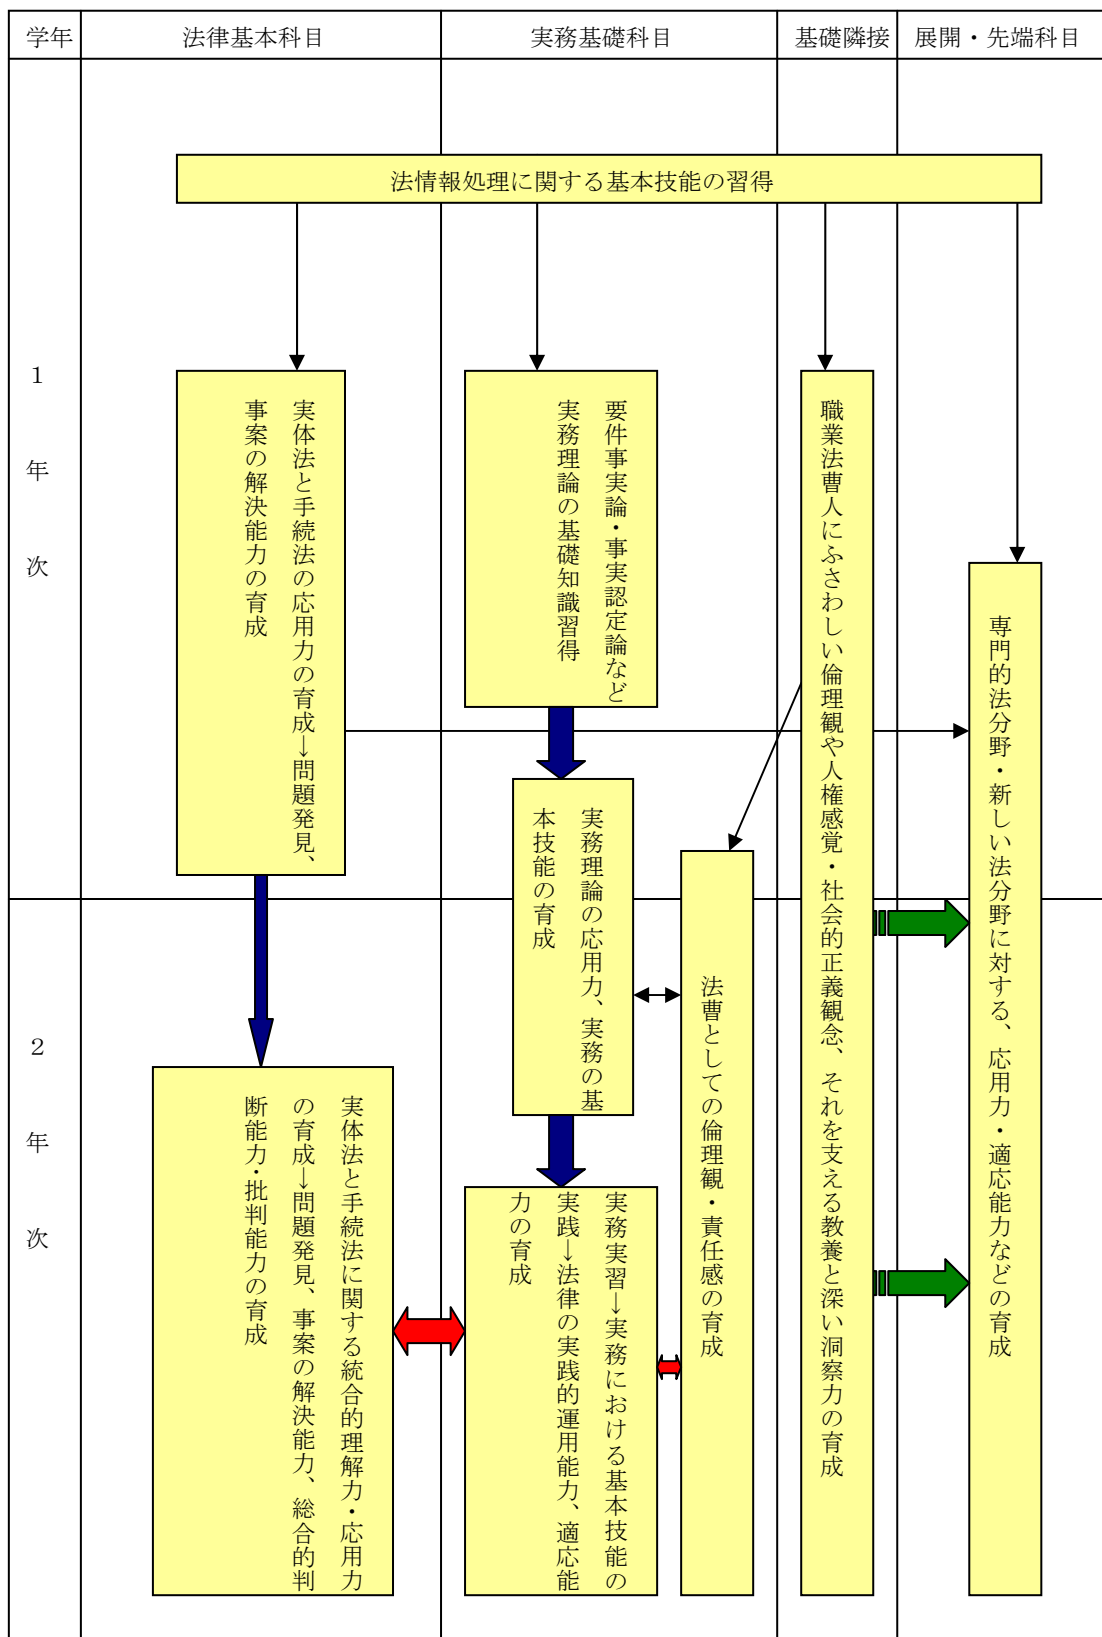 学年
法律基本科目
実務基礎科目
基礎隣接
展開・先端科目
法情報処理に関する基本技能の習得
1年次
実体法と手続法の応用力の育成→問題発見、
事案の解決能力の育成
要件事実論・事実認定論など
実務理論の基礎知識習得
職業法曹人にふさわしい倫理観や人権感覚・社会的正義観念、それを支える教養と深い洞察力の育成
専門的法分野・新しい法分野に対する、応用力・適応能力などの育成
実務理論の応用力、実務の基
本技能の育成
法曹としての倫理観・責任感の育成
2年次
実体法と手続法に関する統合的理解力・応用力
の育成→問題発見、事案の解決能力、総合的判
断能力・批判能力の育成
実務実習→実務における基本技能の
実践→法律の実践的運用能力、適応能
力の育成